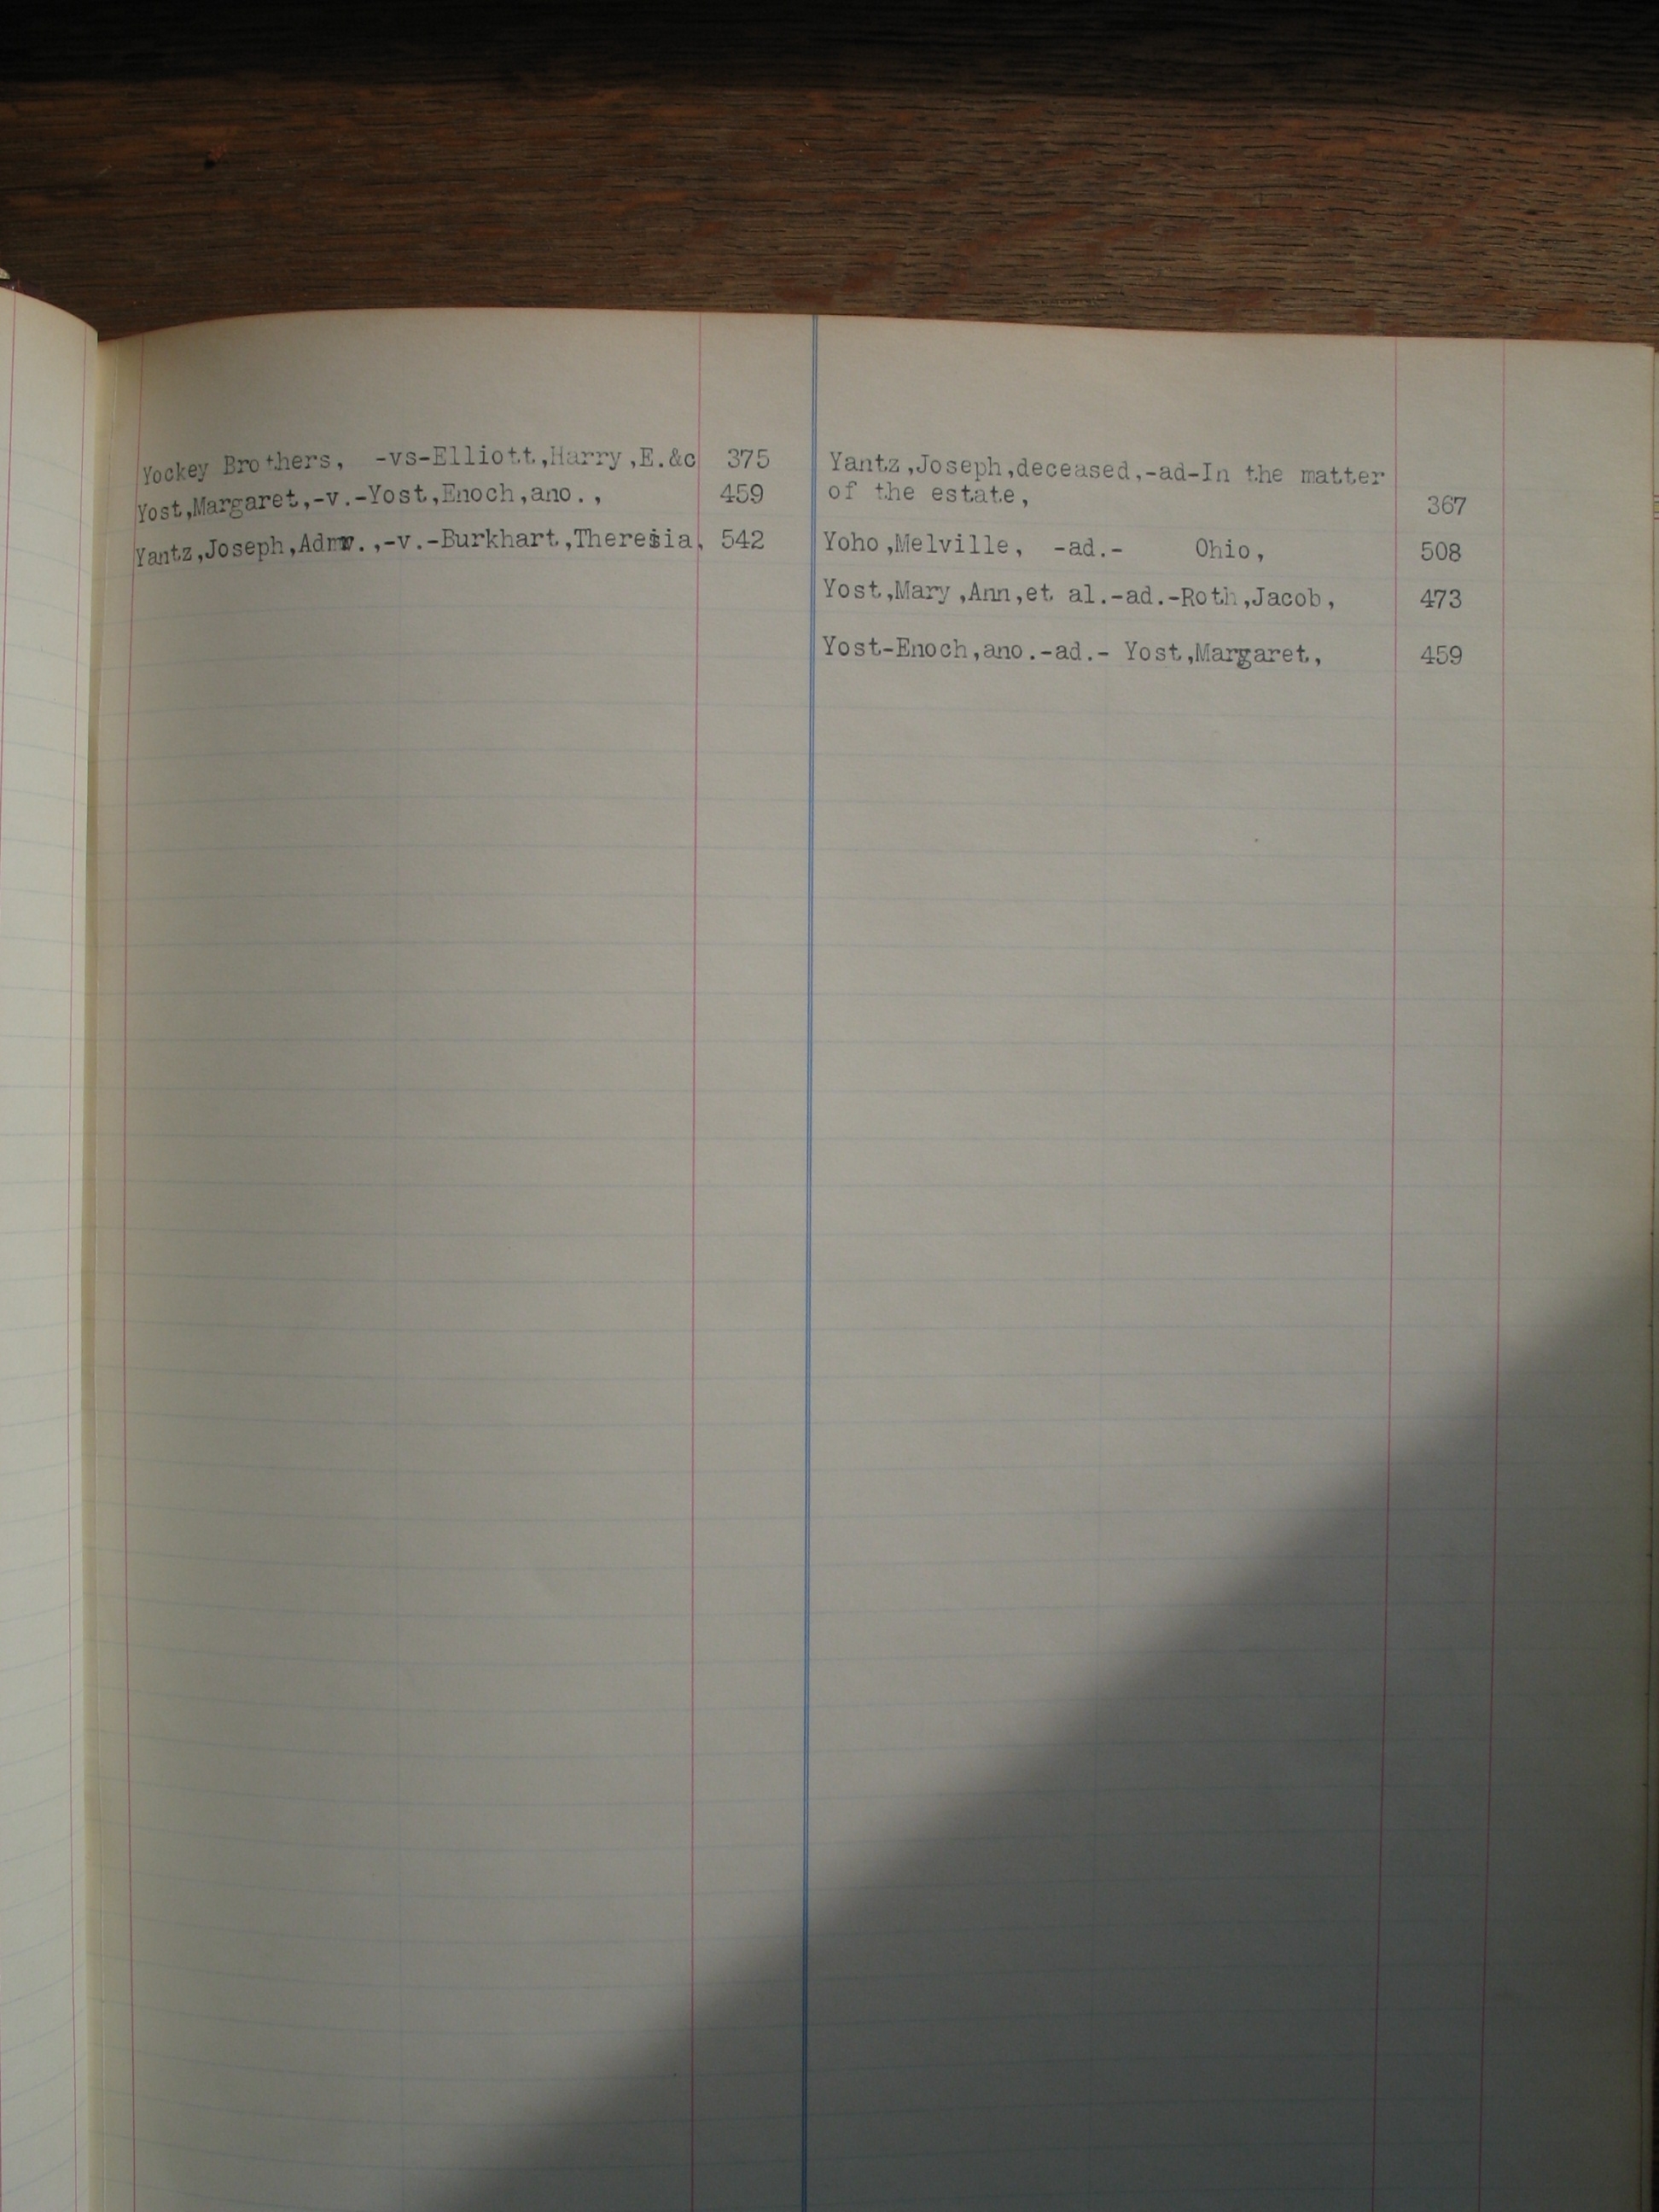 Yockey Brothers, -vs-Elliott,Harry,E.&c 375
Yost,Margaret,-v.-Yost,Enoch,ano., 459
Yantz,Joseph,Admr.,-v.-Burkhart,Theresia, 542
Yantz,Joseph,deceased,-ad-In the matter
of the estate, 367
Yoho,Melville, -ad.- Ohio, 508
Yost,Mary,Ann,et al.-ad.-Roth,Jacob, 473
Yost-Enoch,ano.-ad.- Yost,Margaret, 459